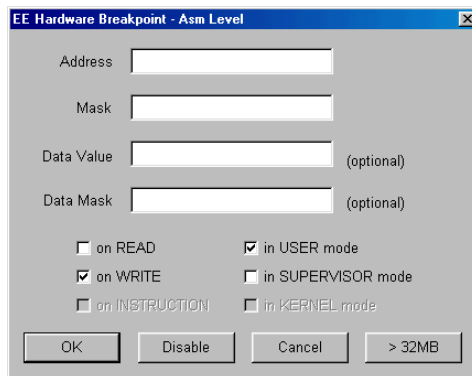 EE Hardware Breakpoint - Asm Level
Address
Mask
Data Value (optional)
Data Mask (optional)
on READ in USER mode
on WRITE in SUPERVISOR mode
on INSTRUCTION in KERNEL mode
OK Disable Cancel > 32MB